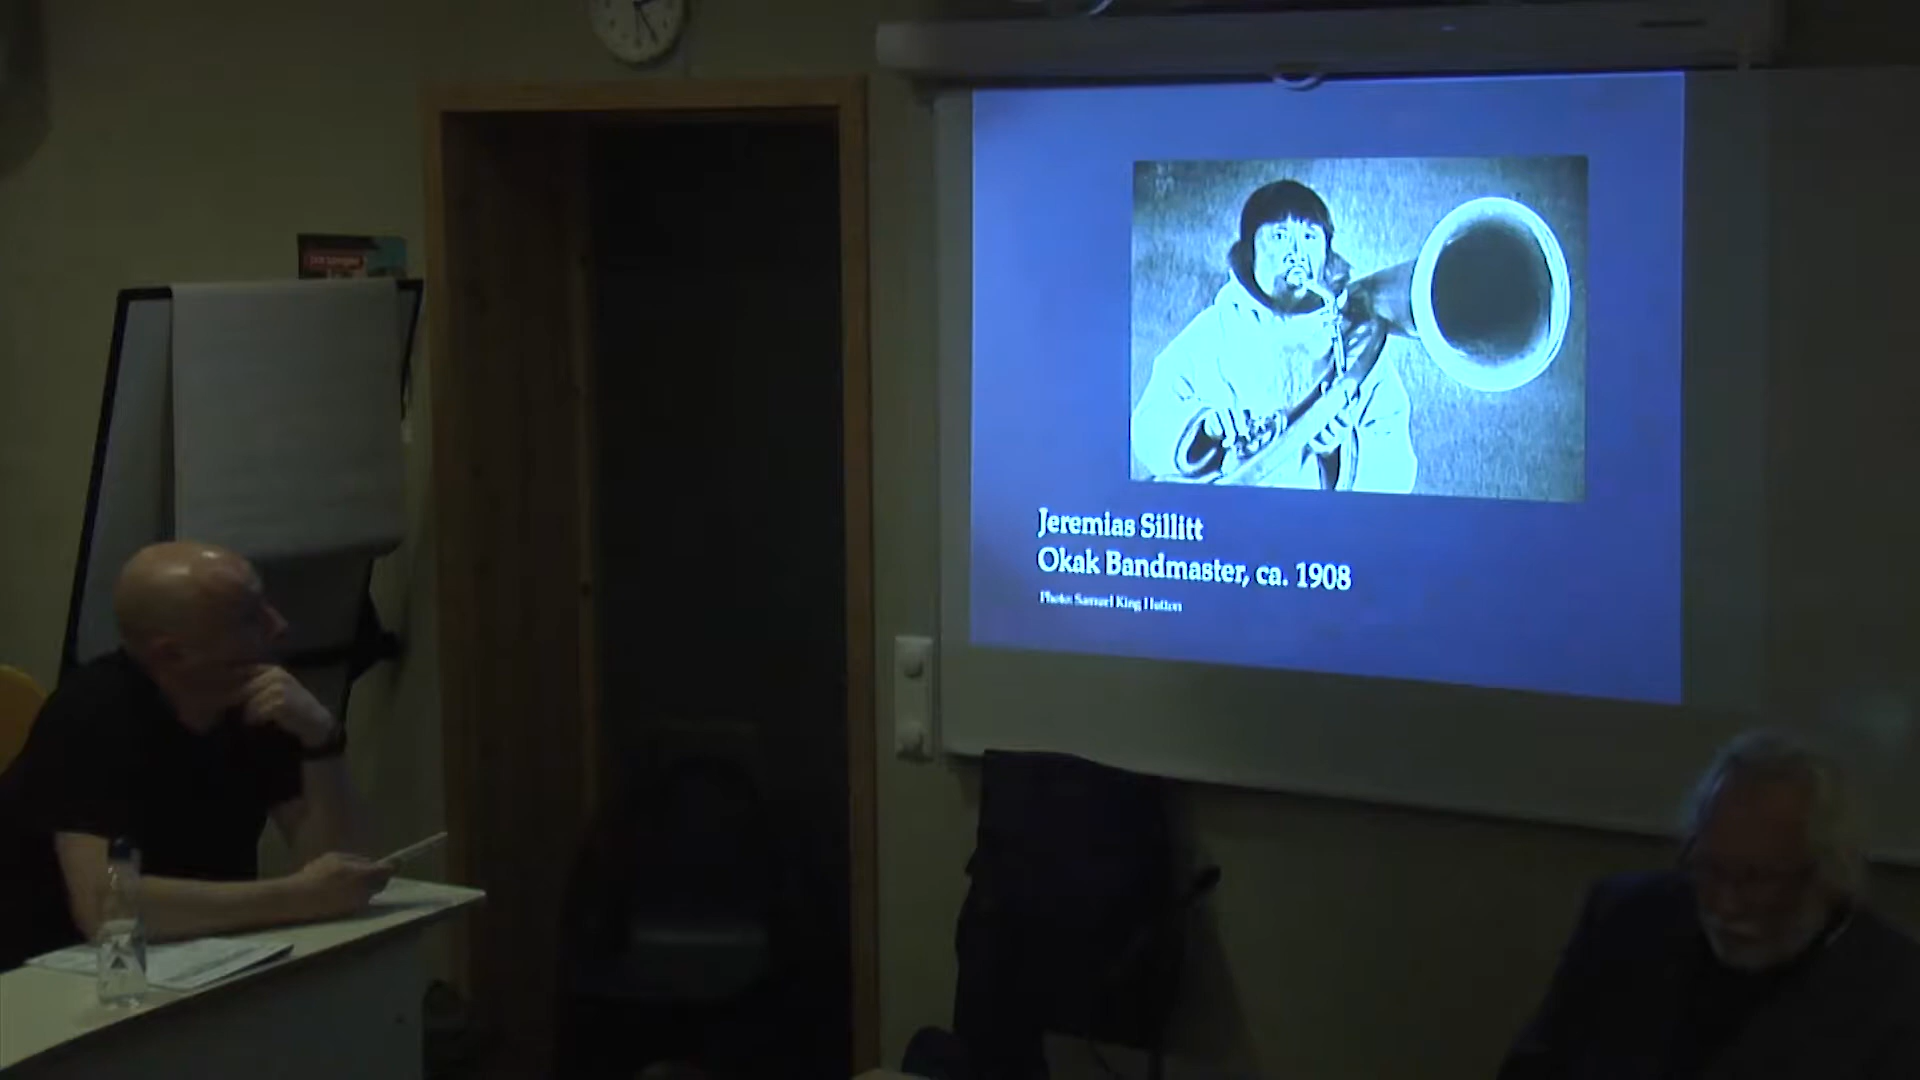 Jeremias Sillitt
Okak Bandmaster, ca. 1908
Photo: Samuel King Hutton